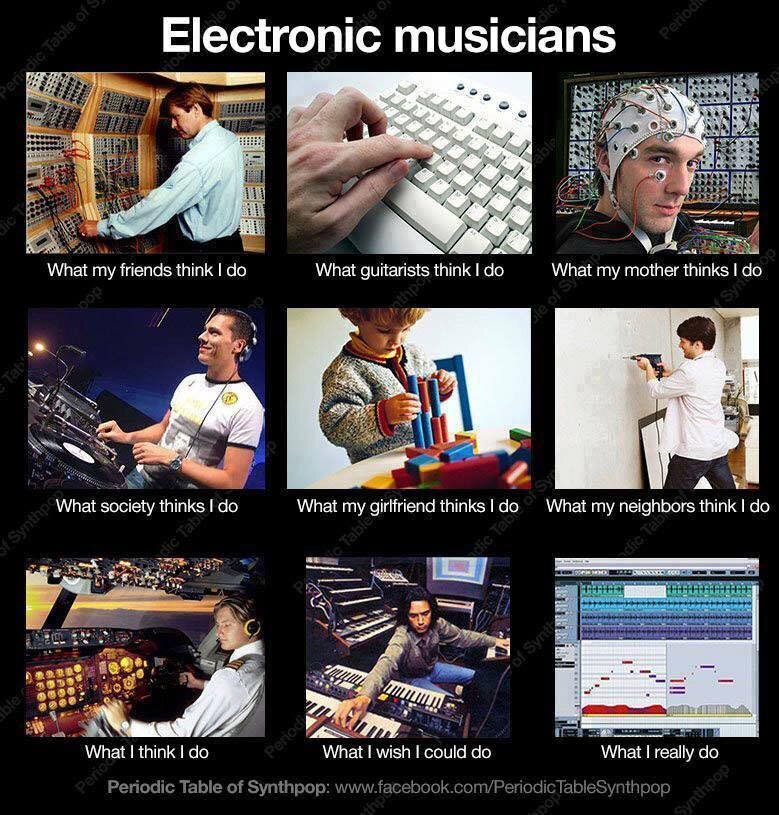 Electronic musicians
What my friends think I do
What guitarists think I do
What my mother thinks I do
What society thinks I do
What my girlfriend thinks I do
What my neighbors think I do
What I think I do
What I wish I could do
What I really do
Periodic Table of Synthpop: www.facebook.com/PeriodicTableSynthpop